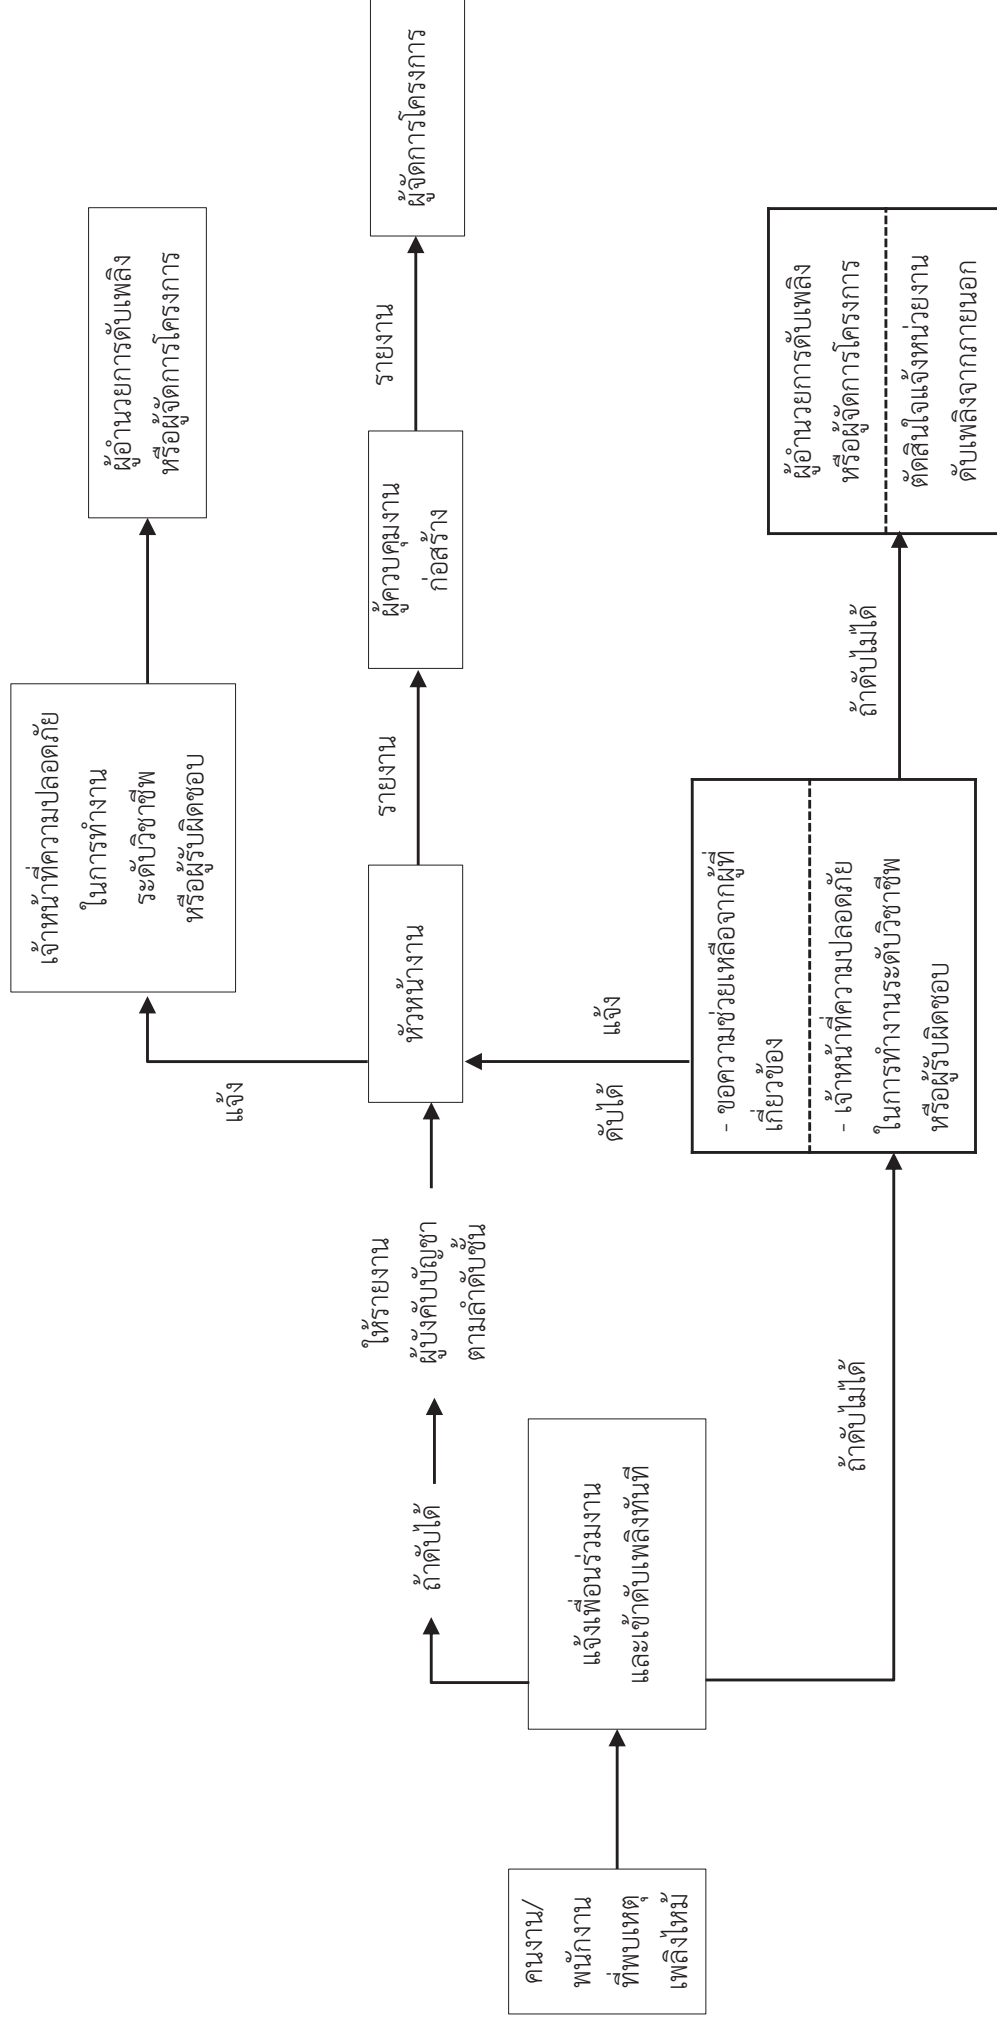 คนงาน/
พนักงาน
ที่พบเหตุ
เพลิงไหม้
แจ้งเพื่อนร่วมงาน
และเข้าดับเพลิงทันที
ถ้าดับได้
ให้รายงาน
ผู้บังคับบัญชา
ตามลำดับชั้น
หัวหน้างาน
แจ้ง
เจ้าหน้าที่ความปลอดภัย
ในการทำงาน
ระดับวิชาชีพ
หรือผู้รับผิดชอบ
ผู้อำนวยการดับเพลิง
หรือผู้จัดการโครงการ
รายงาน
ผู้ควบคุมงาน
ก่อสร้าง
รายงาน
ผู้จัดการโครงการ
ถ้าดับไม่ได้
- ขอความช่วยเหลือจากผู้ที่
เกี่ยวข้อง
- เจ้าหน้าที่ความปลอดภัย
ในการทำงานระดับวิชาชีพ
หรือผู้รับผิดชอบ
ดับได้
แจ้ง
ถ้าดับไม่ได้
ผู้อำนวยการดับเพลิง
หรือผู้จัดการโครงการ
ตัดสินใจแจ้งหน่วยงาน
ดับเพลิงจากภายนอก